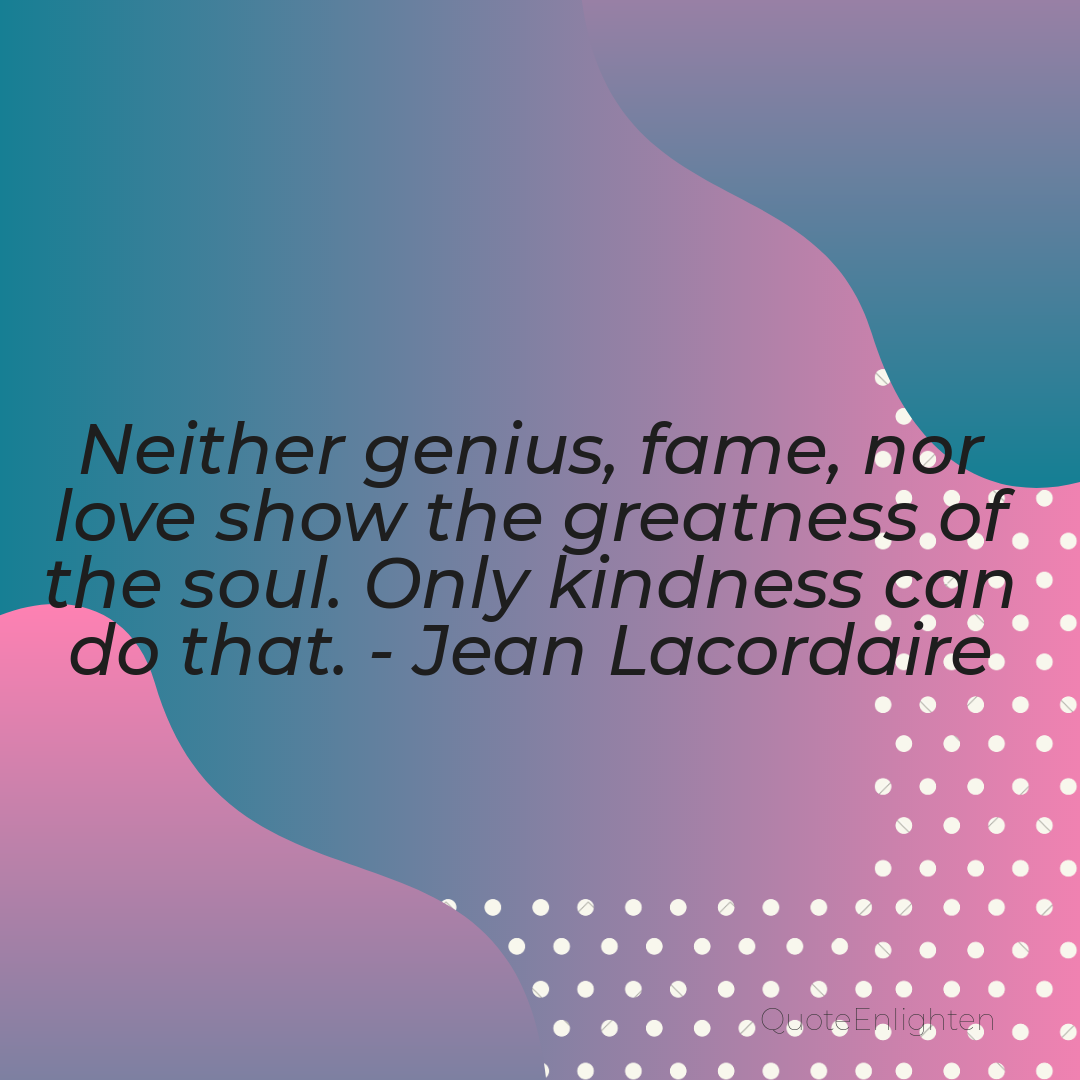 Neither genius, fame, nor
love show the greatness of
the soul. Only kindness can
do that. - Jean Lacordaire
QuoteEnlighten